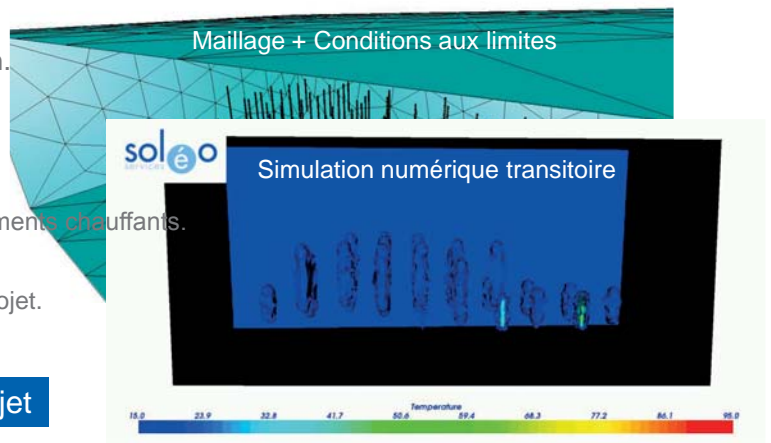 Maillage + Conditions aux limites
n.
soléo
services
Simulation numérique transitoire
ments chauffants.
ojet.
jet
Temperature
15.0 23.9 32.8 41.7 50.6 59.4 68.3 77.2 86.1 95.0